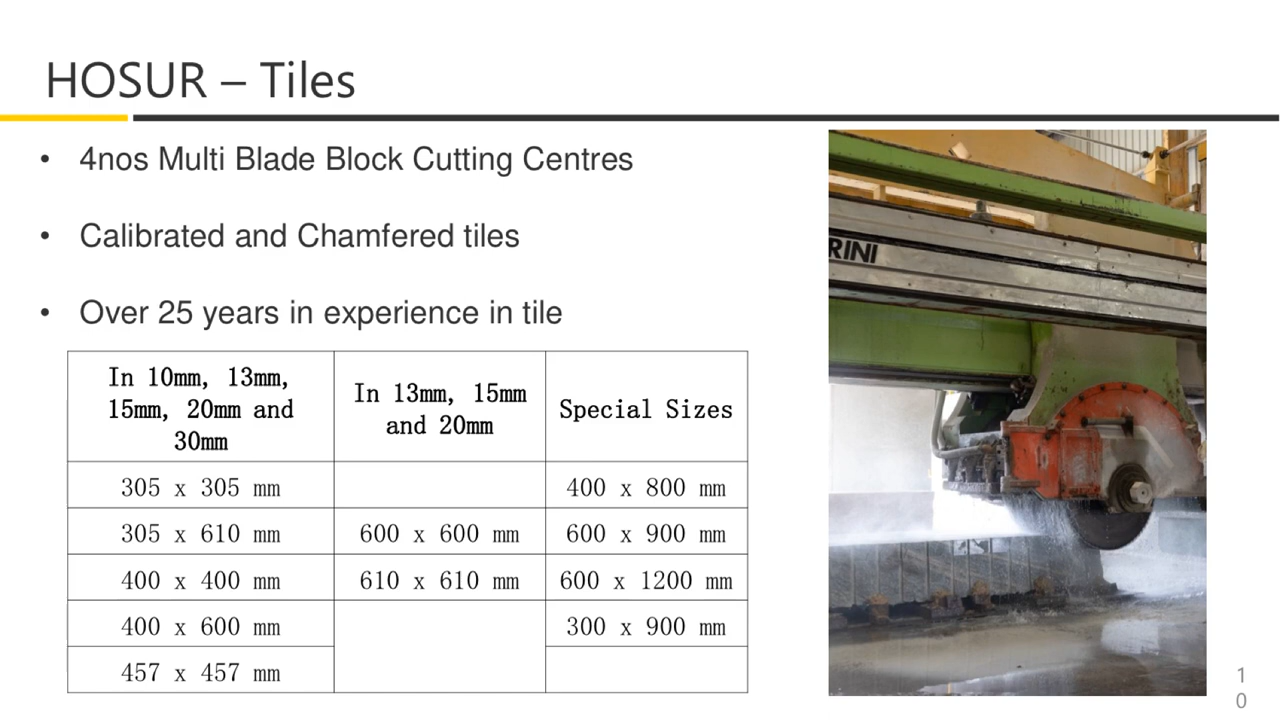 HOSUR – Tiles
• 4nos Multi Blade Block Cutting Centres
• Calibrated and Chamfered tiles
• Over 25 years in experience in tile
In 10mm, 13mm,
15mm, 20mm and
30mm
In 13mm, 15mm
and 20mm
Special Sizes
305 x 305 mm
400 x 800 mm
305 x 610 mm
600 x 600 mm
600 x 900 mm
400 x 400 mm
610 x 610 mm
600 x 1200 mm
400 x 600 mm
300 x 900 mm
457 x 457 mm
RINI
1
0